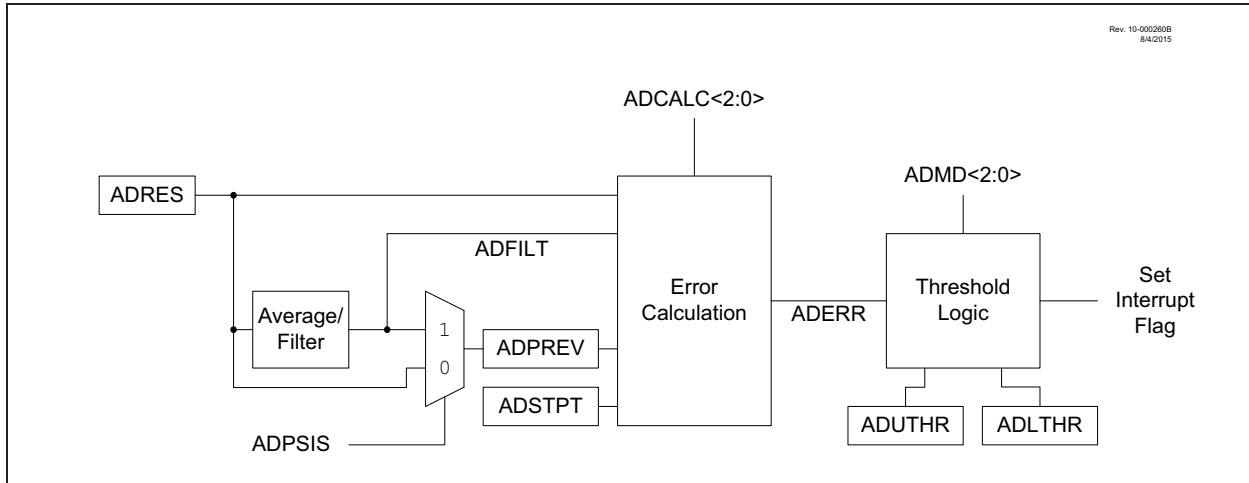 Rev. 10-000260B
8/4/2015
ADCALC<2:0>
ADMD<2:0>
ADRES
ADFILT
Average/
Filter
1
0
ADPREV
ADSTPT
ADPSIS
Error
Calculation
ADERR
Threshold
Logic
Set
Interrupt
Flag
ADUTHR
ADLTHR